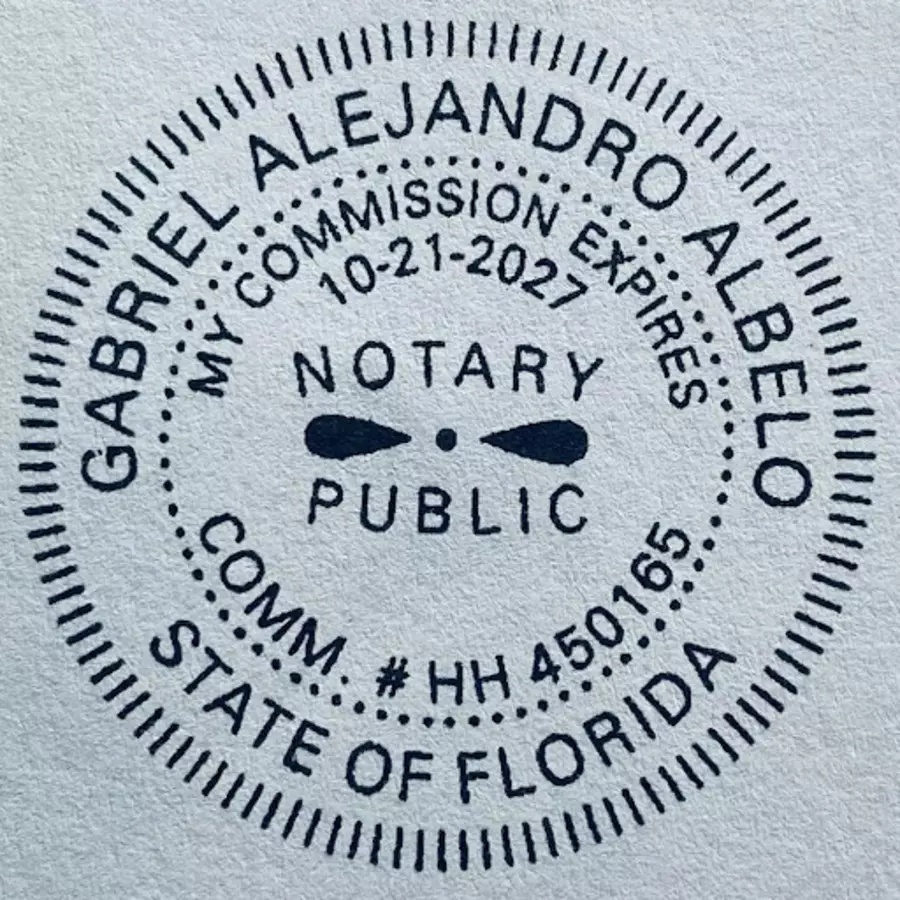 GABRIEL ALEJANDRO ALBELO
MY COMMISSION EXPIRES
10-21-2027
NOTARY
PUBLIC
COMM. # HH 450165
STATE OF FLORIDA